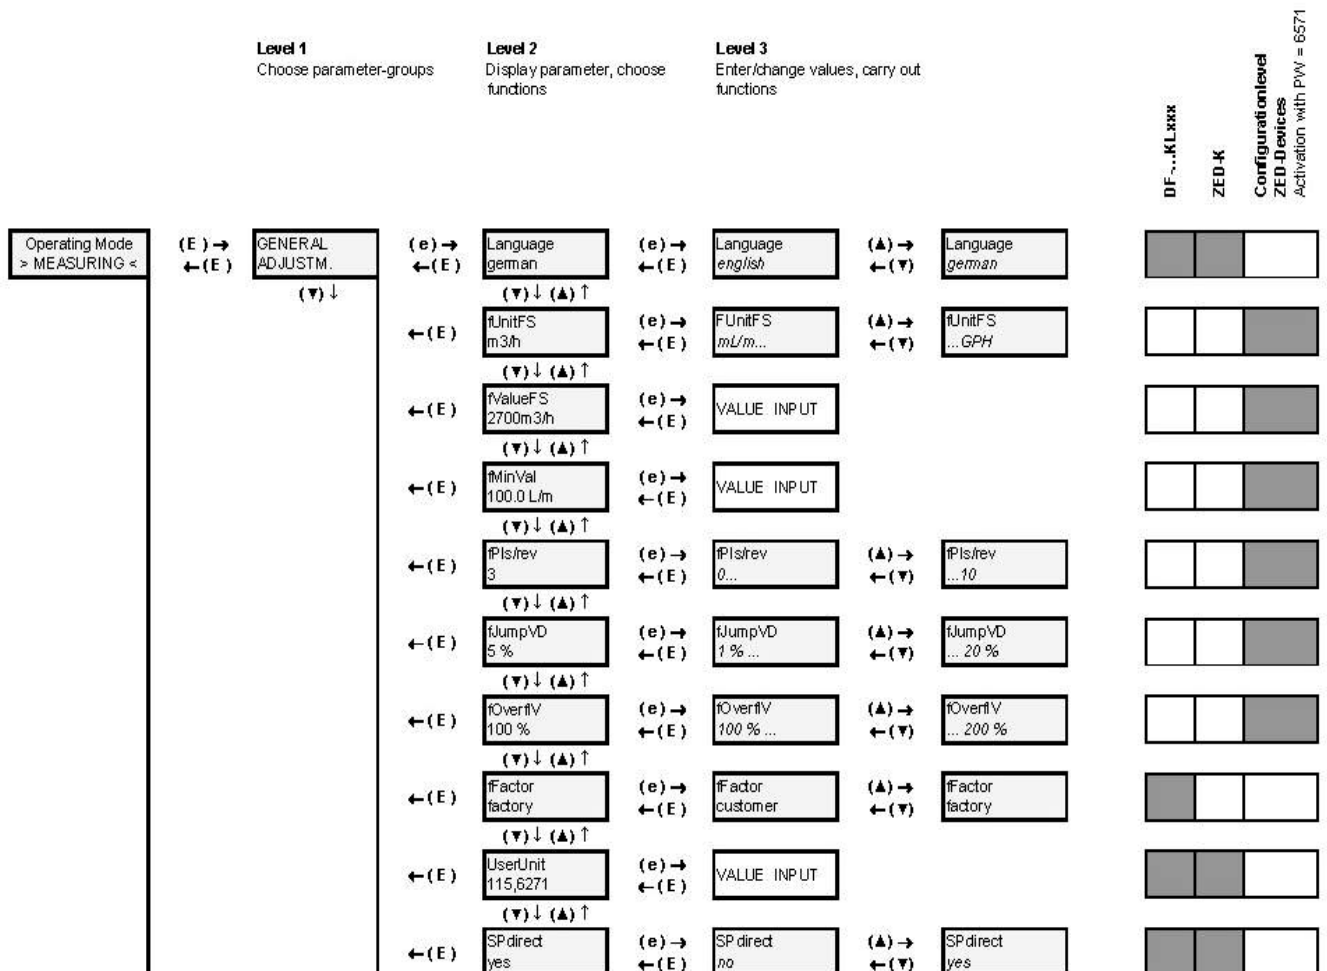 Level 1
Choose parameter-groups
Level 2
Display parameter, choose
functions
Level 3
Enter/change values, carry out
functions
DF-...KLxxx
ZED-K
Configurationlevel
ZED-Devices
Activation with PW = 6571
Operating Mode
> MEASURING <
(E) →
← (E)
GENERAL
ADJUSTM.
(▼) ↓
(e) →
← (E)
Language
german
(e) →
← (E)
Language
english
(▲) →
← (▼)
Language
german
(▼) ↓ (▲) ↑
← (E)
fUnitFS
m3/h
(e) →
← (E)
FUnitFS
mL/m...
(▲) →
← (▼)
fUnitFS
...GPH
(▼) ↓ (▲) ↑
← (E)
fValueFS
2700m3/h
(e) →
← (E)
VALUE INPUT
(▼) ↓ (▲) ↑
← (E)
fMinVal
100.0 L/m
(e) →
← (E)
VALUE INPUT
(▼) ↓ (▲) ↑
← (E)
fPls/rev
3
(e) →
← (E)
fPls/rev
0...
(▲) →
← (▼)
fPls/rev
...10
(▼) ↓ (▲) ↑
← (E)
fJumpVD
5 %
(e) →
← (E)
fJumpVD
1 % ...
(▲) →
← (▼)
fJumpVD
... 20 %
(▼) ↓ (▲) ↑
← (E)
fOverflV
100 %
(e) →
← (E)
fOverflV
100 % ...
(▲) →
← (▼)
fOverflV
... 200 %
(▼) ↓ (▲) ↑
← (E)
fFactor
factory
(e) →
← (E)
fFactor
customer
(▲) →
← (▼)
fFactor
factory
(▼) ↓ (▲) ↑
← (E)
UserUnit
115,6271
(e) →
← (E)
VALUE INPUT
(▼) ↓ (▲) ↑
← (E)
SPdirect
yes
(e) →
← (E)
SPdirect
no
(▲) →
← (▼)
SPdirect
yes